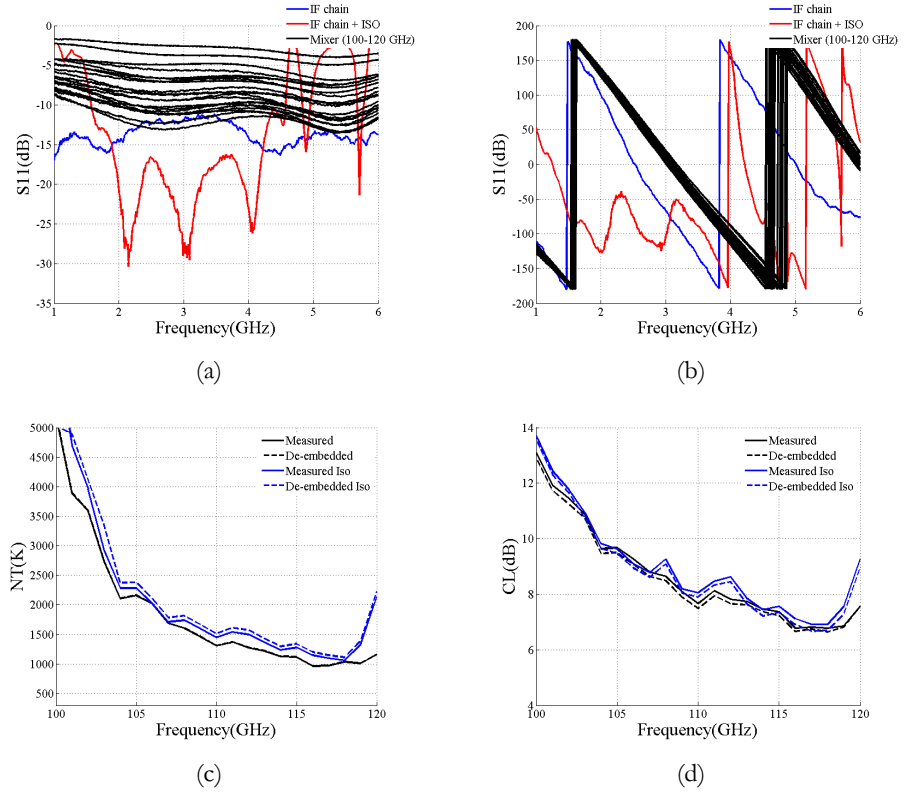 IF chain
IF chain + ISO
Mixer (100-120 GHz)
0
-5
-10
-15
-20
-25
-30
-35
S11(dB)
1 2 3 4 5 6
Frequency(GHz)
(a)
IF chain
IF chain + ISO
Mixer (100-120 GHz)
200
150
100
50
0
-50
-100
-150
-200
S11(dB)
1 2 3 4 5 6
Frequency(GHz)
(b)
Measured
De-embedded
Measured Iso
De-embedded Iso
5000
4500
4000
3500
3000
2500
2000
1500
1000
500
NT(K)
100 105 110 115 120
Frequency(GHz)
(c)
Measured
De-embedded
Measured Iso
De-embedded Iso
14
12
10
8
6
4
CL(dB)
100 105 110 115 120
Frequency(GHz)
(d)